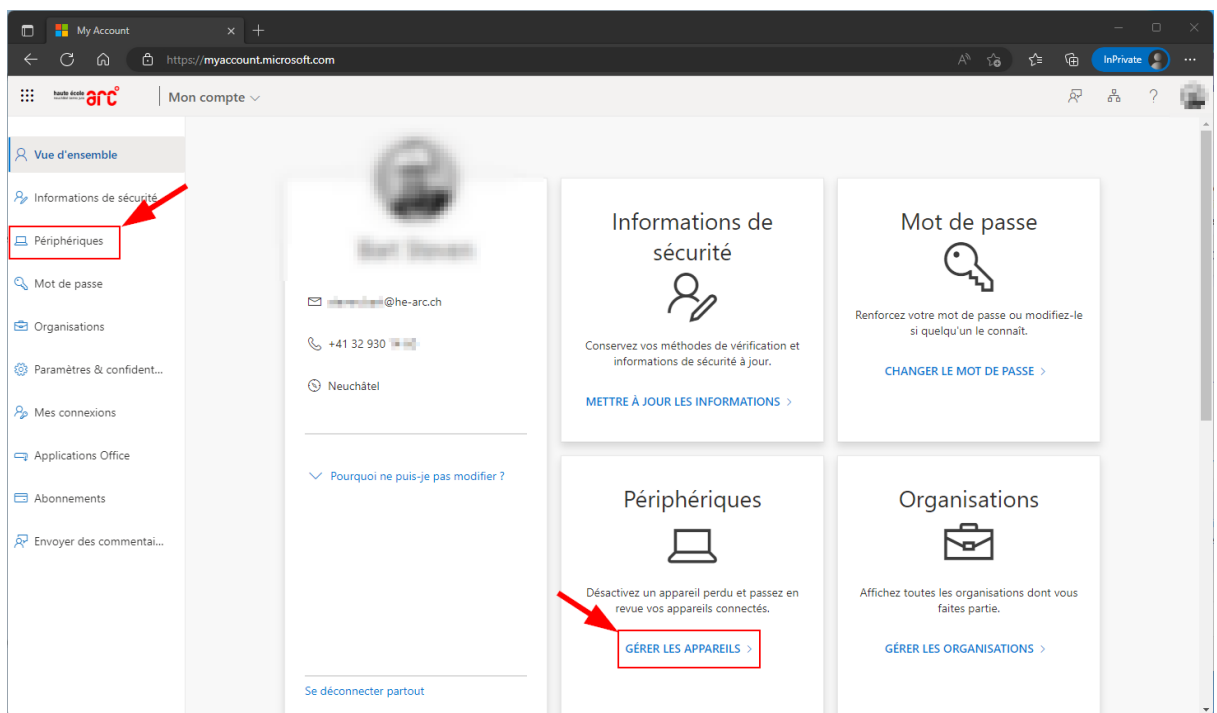 My Account
https://myaccount.microsoft.com
InPrivate
haute école arc
Mon compte
Vue d'ensemble
Informations de sécurité
Périphériques
Mot de passe
Organisations
Paramètres & confident...
Mes connexions
Applications Office
Abonnements
Envoyer des commentai...
@he-arc.ch
+41 32 930
Neuchâtel
Pourquoi ne puis-je pas modifier ?
Se déconnecter partout
Informations de
sécurité
Conservez vos méthodes de vérification et
informations de sécurité à jour.
METTRE À JOUR LES INFORMATIONS >
Mot de passe
Renforcez votre mot de passe ou modifiez-le
si quelqu'un le connaît.
CHANGER LE MOT DE PASSE >
Périphériques
Désactivez un appareil perdu et passez en
revue vos appareils connectés.
GÉRER LES APPAREILS >
Organisations
Affichez toutes les organisations dont vous
faites partie.
GÉRER LES ORGANISATIONS >